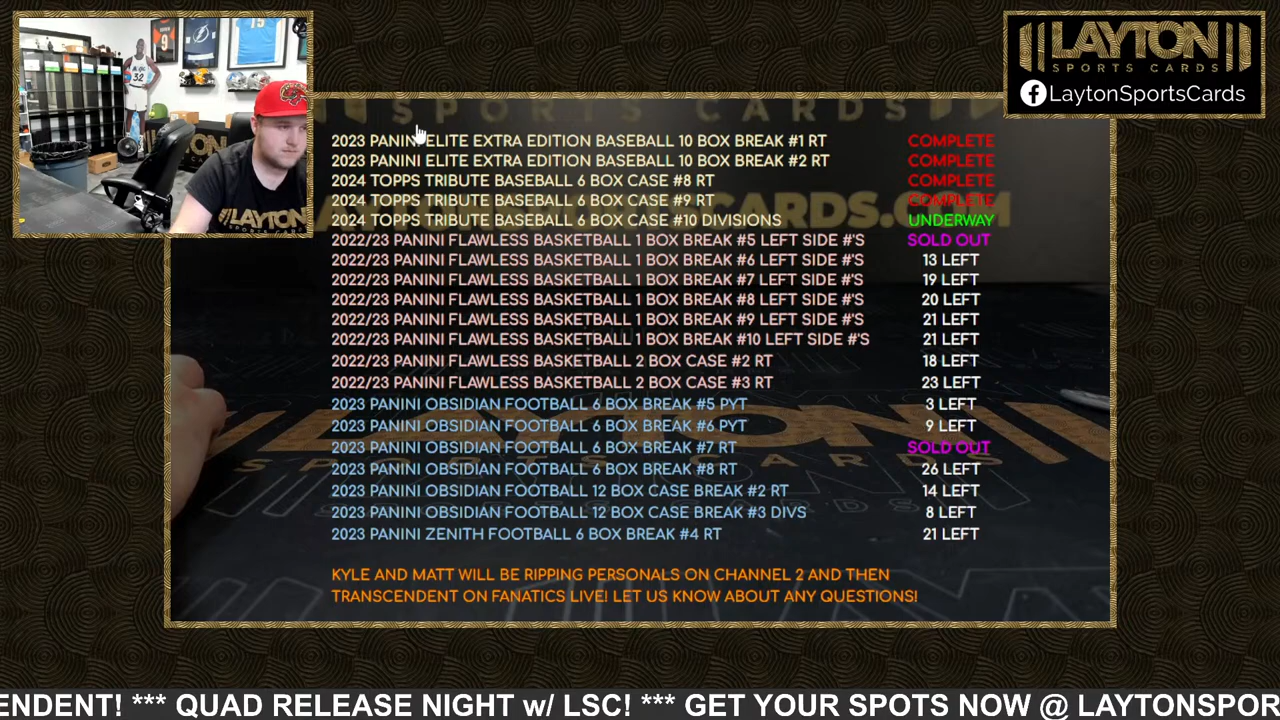 LAYTON
SPORTS CARDS
LaytonSportsCards
SPORTS CARDS
2023 PANINI ELITE EXTRA EDITION BASEBALL 10 BOX BREAK #1 RT COMPLETE
2023 PANINI ELITE EXTRA EDITION BASEBALL 10 BOX BREAK #2 RT COMPLETE
2024 TOPPS TRIBUTE BASEBALL 6 BOX CASE #8 RT COMPLETE
2024 TOPPS TRIBUTE BASEBALL 6 BOX CASE #9 RT COMPLETE
2024 TOPPS TRIBUTE BASEBALL 6 BOX CASE #10 DIVISIONS UNDERWAY
2022/23 PANINI FLAWLESS BASKETBALL 1 BOX BREAK #5 LEFT SIDE #'S SOLD OUT
2022/23 PANINI FLAWLESS BASKETBALL 1 BOX BREAK #6 LEFT SIDE #'S 13 LEFT
2022/23 PANINI FLAWLESS BASKETBALL 1 BOX BREAK #7 LEFT SIDE #'S 19 LEFT
2022/23 PANINI FLAWLESS BASKETBALL 1 BOX BREAK #8 LEFT SIDE #'S 20 LEFT
2022/23 PANINI FLAWLESS BASKETBALL 1 BOX BREAK #9 LEFT SIDE #'S 21 LEFT
2022/23 PANINI FLAWLESS BASKETBALL 1 BOX BREAK #10 LEFT SIDE #'S 21 LEFT
2022/23 PANINI FLAWLESS BASKETBALL 2 BOX CASE #2 RT 18 LEFT
2022/23 PANINI FLAWLESS BASKETBALL 2 BOX CASE #3 RT 23 LEFT
2023 PANINI OBSIDIAN FOOTBALL 6 BOX BREAK #5 PYT 3 LEFT
2023 PANINI OBSIDIAN FOOTBALL 6 BOX BREAK #6 PYT 9 LEFT
2023 PANINI OBSIDIAN FOOTBALL 6 BOX BREAK #7 RT SOLD OUT
2023 PANINI OBSIDIAN FOOTBALL 6 BOX BREAK #8 RT 26 LEFT
2023 PANINI OBSIDIAN FOOTBALL 12 BOX CASE BREAK #2 RT 14 LEFT
2023 PANINI OBSIDIAN FOOTBALL 12 BOX CASE BREAK #3 DIVS 8 LEFT
2023 PANINI ZENITH FOOTBALL 6 BOX BREAK #4 RT 21 LEFT
KYLE AND MATT WILL BE RIPPING PERSONALS ON CHANNEL 2 AND THEN
TRANSCENDENT ON FANATICS LIVE! LET US KNOW ABOUT ANY QUESTIONS!
ENDENT! *** QUAD RELEASE NIGHT w/ LSC! *** GET YOUR SPOTS NOW @ LAYTONSPOR